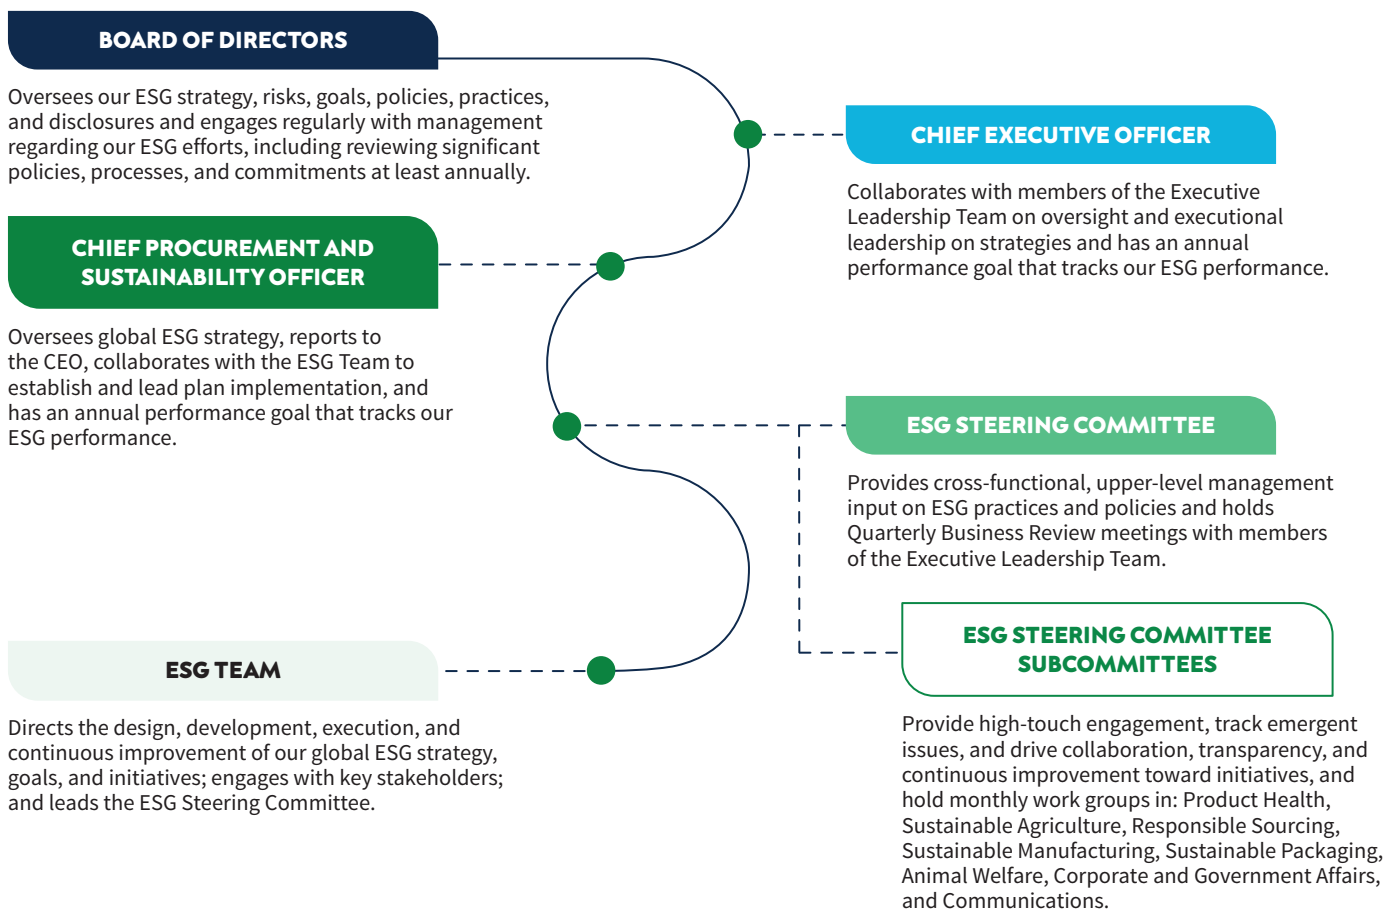 BOARD OF DIRECTORS
Oversees our ESG strategy, risks, goals, policies, practices,
and disclosures and engages regularly with management
regarding our ESG efforts, including reviewing significant
policies, processes, and commitments at least annually.
CHIEF EXECUTIVE OFFICER
Collaborates with members of the Executive
Leadership Team on oversight and executional
leadership on strategies and has an annual
performance goal that tracks our ESG performance.
CHIEF PROCUREMENT AND
SUSTAINABILITY OFFICER
Oversees global ESG strategy, reports to
the CEO, collaborates with the ESG Team to
establish and lead plan implementation, and
has an annual performance goal that tracks our
ESG performance.
ESG STEERING COMMITTEE
Provides cross-functional, upper-level management
input on ESG practices and policies and holds
Quarterly Business Review meetings with members
of the Executive Leadership Team.
ESG STEERING COMMITTEE
SUBCOMMITTEES
Provide high-touch engagement, track emergent
issues, and drive collaboration, transparency, and
continuous improvement toward initiatives, and
hold monthly work groups in: Product Health,
Sustainable Agriculture, Responsible Sourcing,
Sustainable Manufacturing, Sustainable Packaging,
Animal Welfare, Corporate and Government Affairs,
and Communications.
ESG TEAM
Directs the design, development, execution, and
continuous improvement of our global ESG strategy,
goals, and initiatives; engages with key stakeholders;
and leads the ESG Steering Committee.